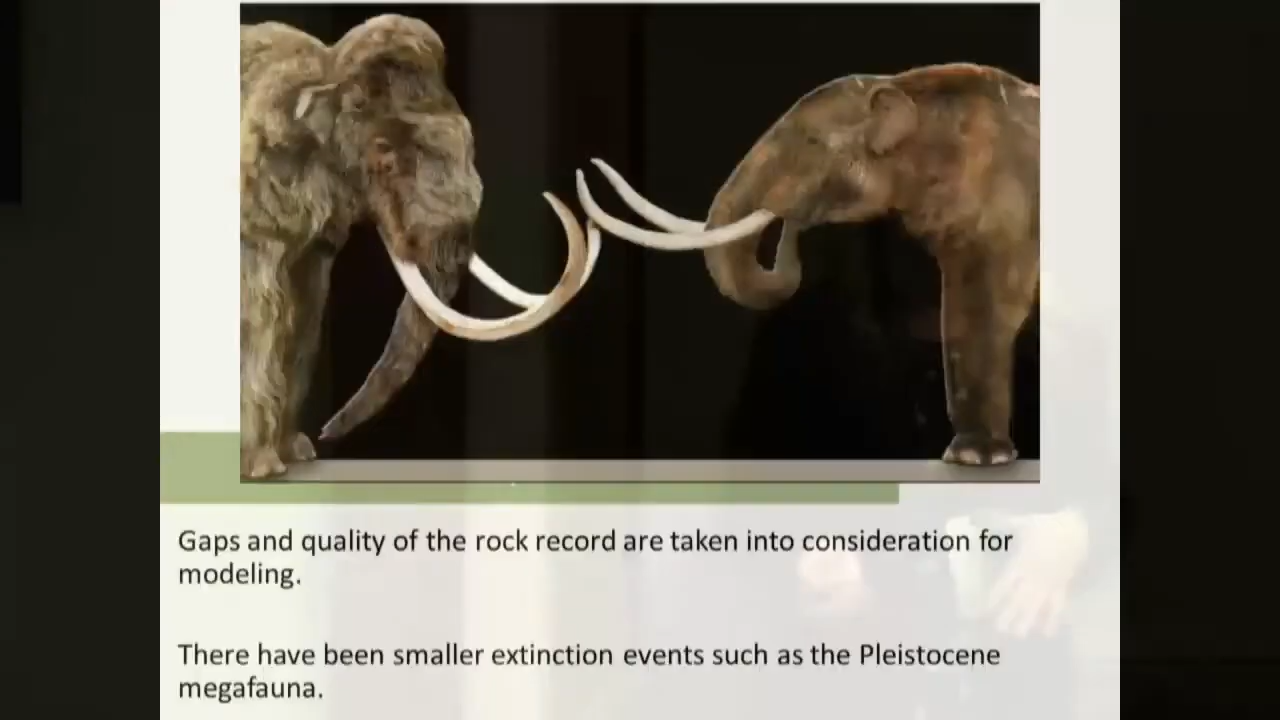 Gaps and quality of the rock record are taken into consideration for
modeling.
There have been smaller extinction events such as the Pleistocene
megafauna.